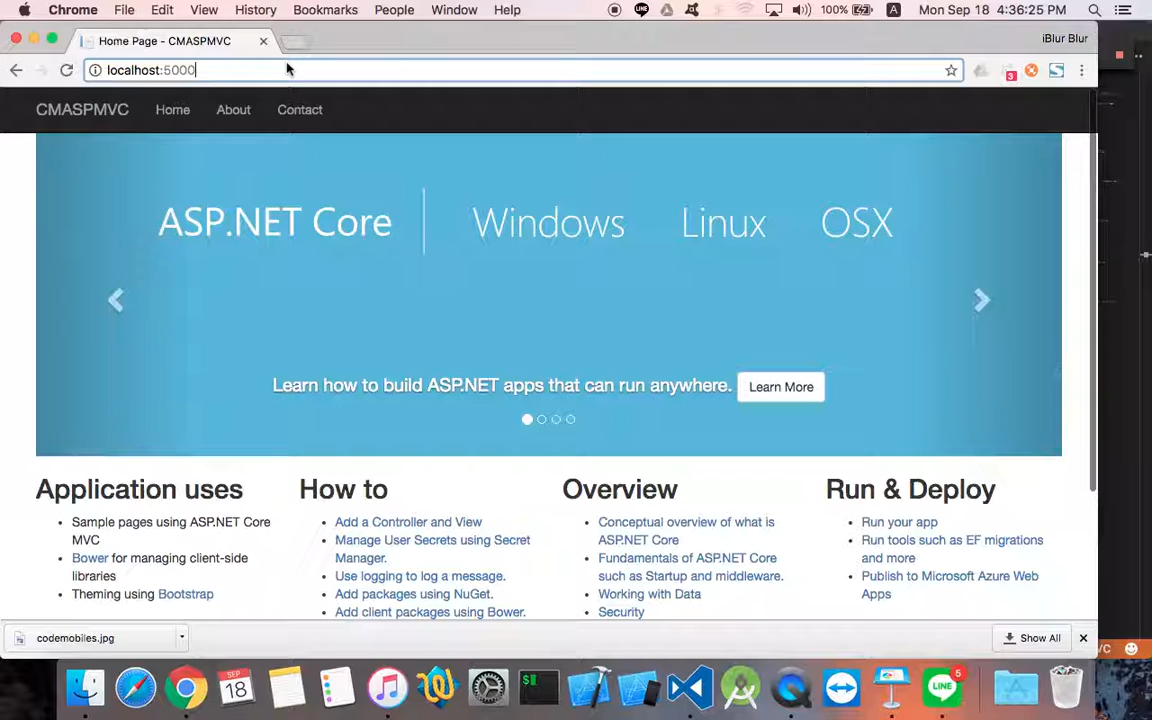 Chrome File Edit View History Bookmarks People Window Help 100% A Mon Sep 18 4:36:25 PM
Home Page - CMASPMVC iBlur Blur
localhost:5000 3
CMASPMVC Home About Contact
ASP.NET Core Windows Linux OSX
Learn how to build ASP.NET apps that can run anywhere. Learn More
Application uses
Sample pages using ASP.NET Core
MVC
Bower for managing client-side
libraries
Theming using Bootstrap
How to
Add a Controller and View
Manage User Secrets using Secret
Manager.
Use logging to log a message.
Add packages using NuGet.
Add client packages using Bower.
Overview
Conceptual overview of what is
ASP.NET Core
Fundamentals of ASP.NET Core
such as Startup and middleware.
Working with Data
Security
Run & Deploy
Run your app
Run tools such as EF migrations
and more
Publish to Microsoft Azure Web
Apps
codemobiles.jpg Show All
SEP
18
$
LINE
5